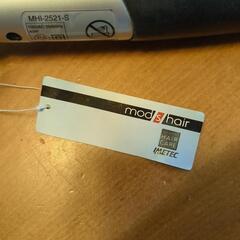 MHI-2521-S
mod's hair
HAIR
CARE
IMETEC